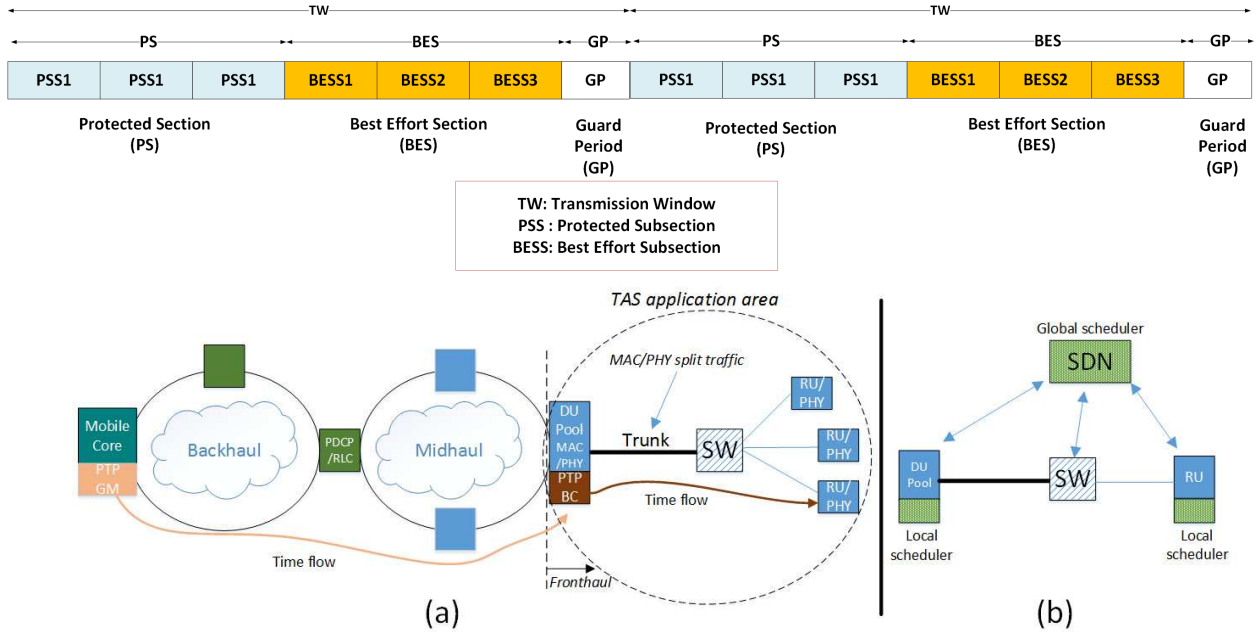 TW TW
PS BES GP PS BES GP
PSS1 PSS1 PSS1 BESS1 BESS2 BESS3 GP PSS1 PSS1 PSS1 BESS1 BESS2 BESS3 GP
Protected Section
(PS)
Best Effort Section
(BES)
Guard
Period
(GP)
Protected Section
(PS)
Best Effort Section
(BES)
Guard
Period
(GP)
TW: Transmission Window
PSS : Protected Subsection
BESS: Best Effort Subsection
TAS application area
MAC/PHY split traffic
Mobile
Core
PTP
GM
Backhaul
PDCP
/RLC
Midhaul
DU
Pool
MAC
/PHY
PTP
BC
Trunk
SW
RU/
PHY
RU/
PHY
RU/
PHY
Time flow
Time flow
Fronthaul
(a)
Global scheduler
SDN
DU
Pool
SW
RU
Local
scheduler
Local
scheduler
(b)